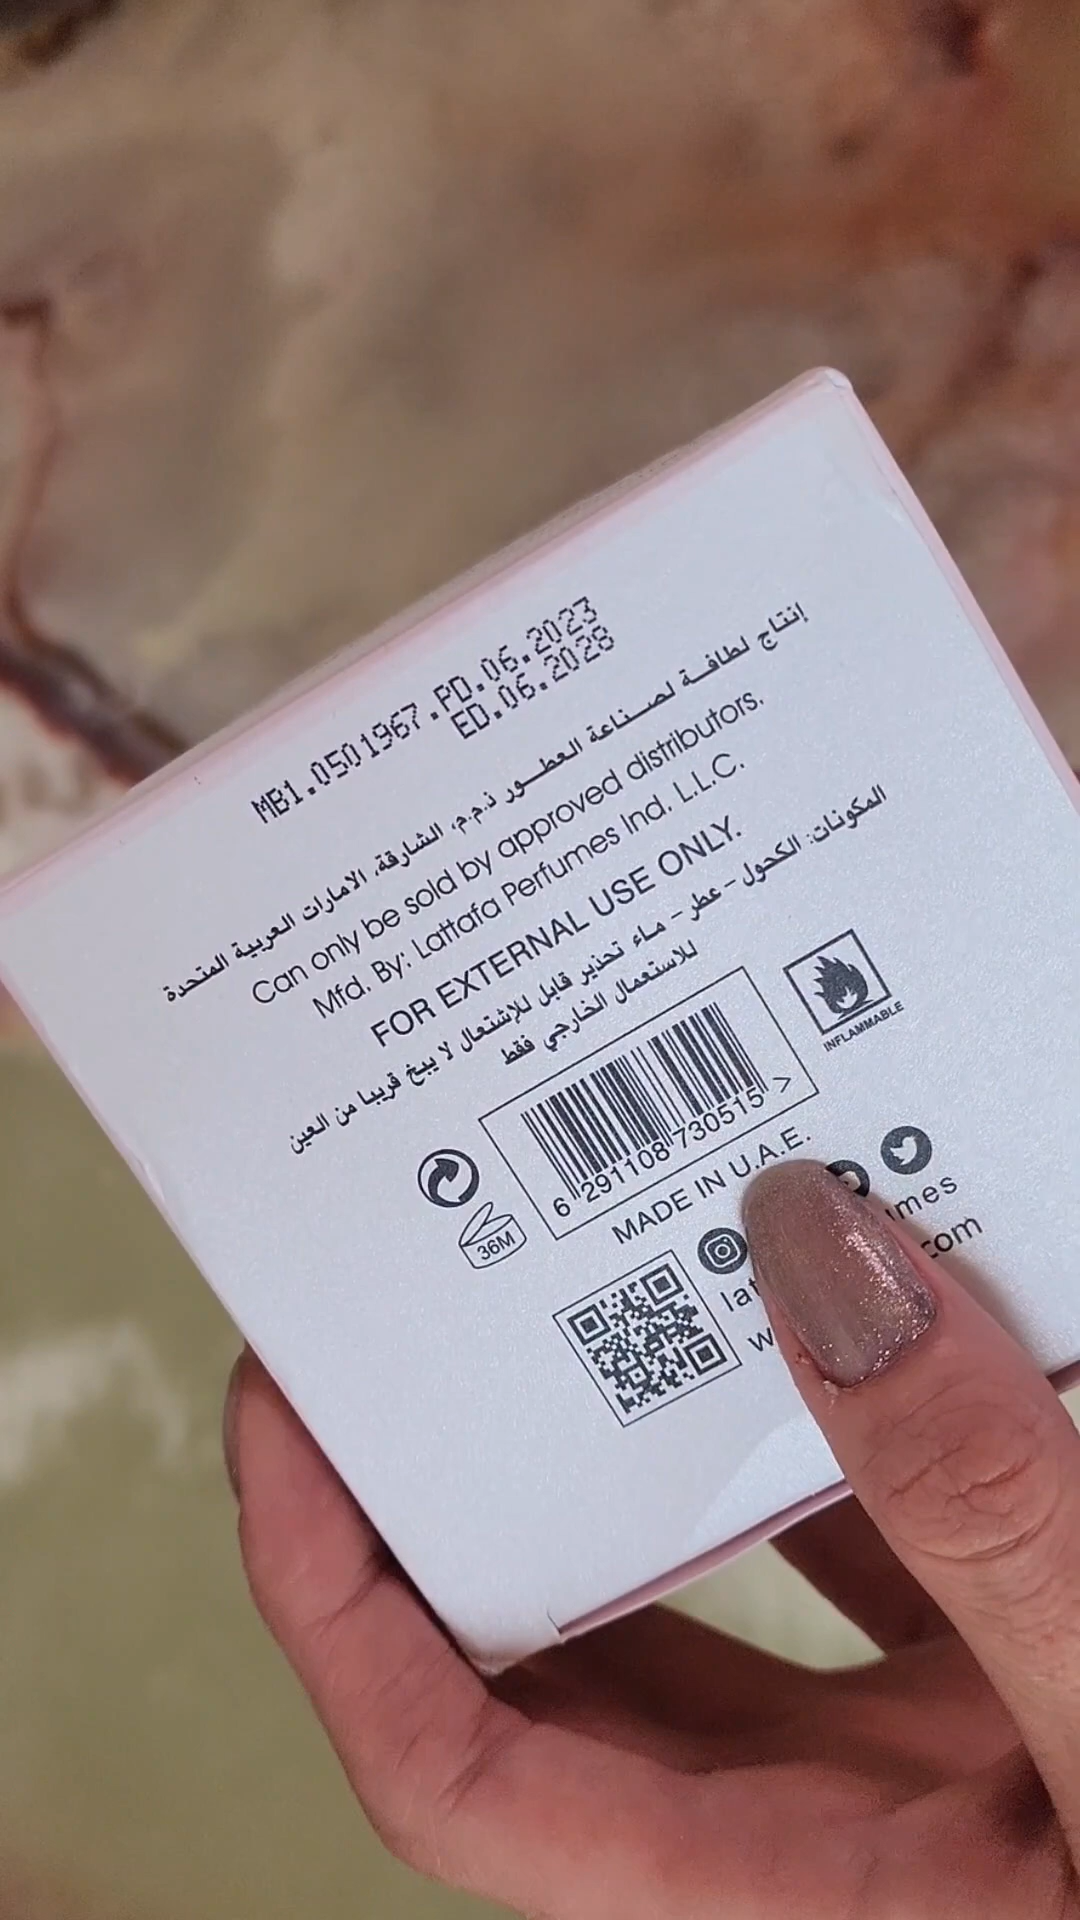 MB1.0501967.PD.06.2023
ED.06.2028
إنتاج لطافة لصناعة العطور ذ.م.م، الشارقة، الامارات العربية المتحدة
Can only be sold by approved distributors.
Mfd. By: Lattafa Perfumes Ind. L.L.C.
FOR EXTERNAL USE ONLY.
المكونات: الكحول - عطر - ماء تحذير قابل للإشتعال لا يبخ قريبا من العين
للاستعمال الخارجي فقط
INFLAMMABLE
6 291108 730515 >
36M
MADE IN U.A.E.